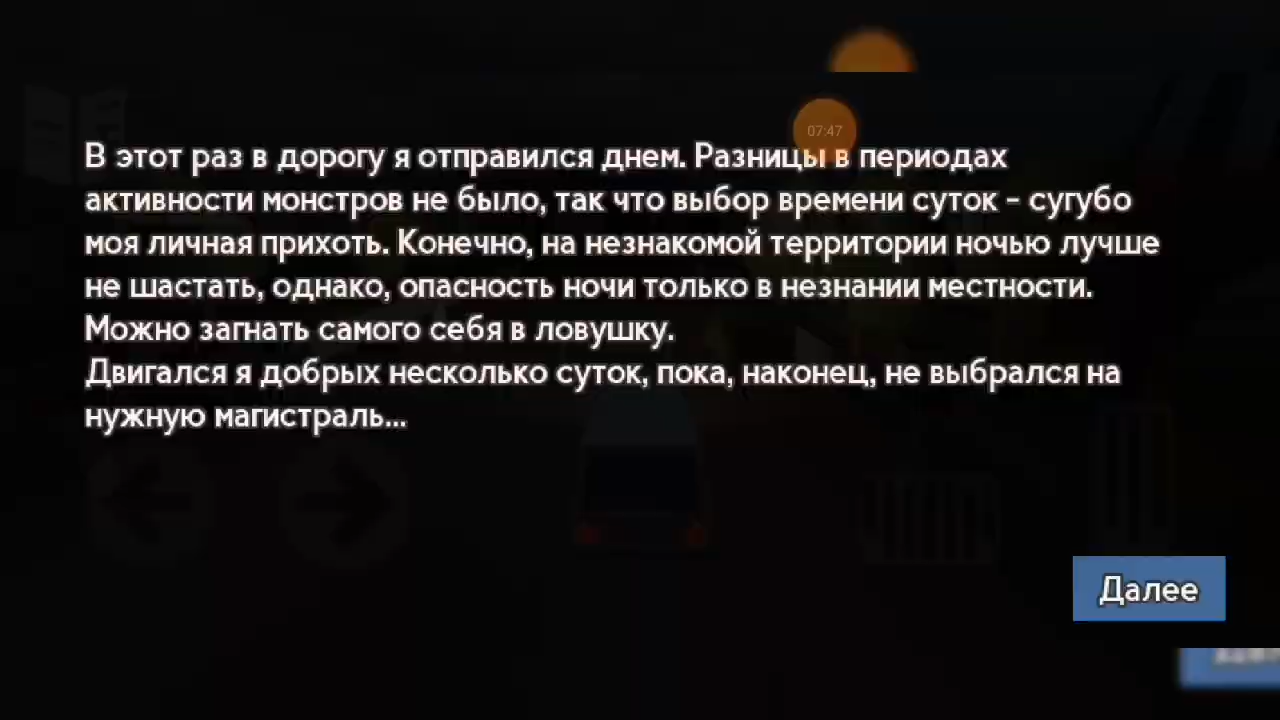 07:47
В этот раз в дорогу я отправился днем. Разницы в периодах
активности монстров не было, так что выбор времени суток - сугубо
моя личная прихоть. Конечно, на незнакомой территории ночью лучше
не шастать, однако, опасность ночи только в незнании местности.
Можно загнать самого себя в ловушку.
Двигался я добрых несколько суток, пока, наконец, не выбрался на
нужную магистраль...
Далее